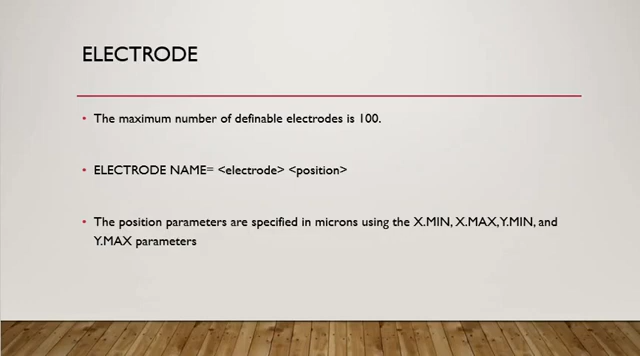 ELECTRODE
• The maximum number of definable electrodes is 100.
• ELECTRODE NAME= <electrode> <position>
• The position parameters are specified in microns using the X.MIN, X.MAX,Y.MIN, and
Y.MAX parameters